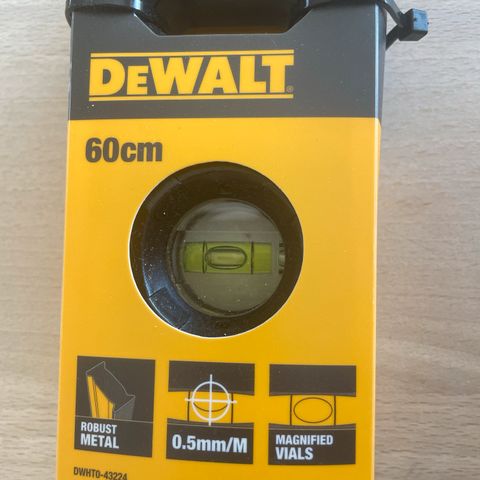 DEWALT®
60cm
ROBUST
METAL
0.5mm/M
MAGNIFIED
VIALS
DWHT0-43224